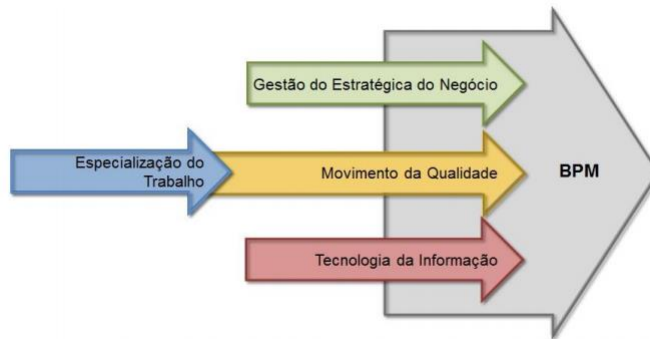 Gestão do Estratégica do Negócio
Especialização do
Trabalho
Movimento da Qualidade
BPM
Tecnologia da Informação